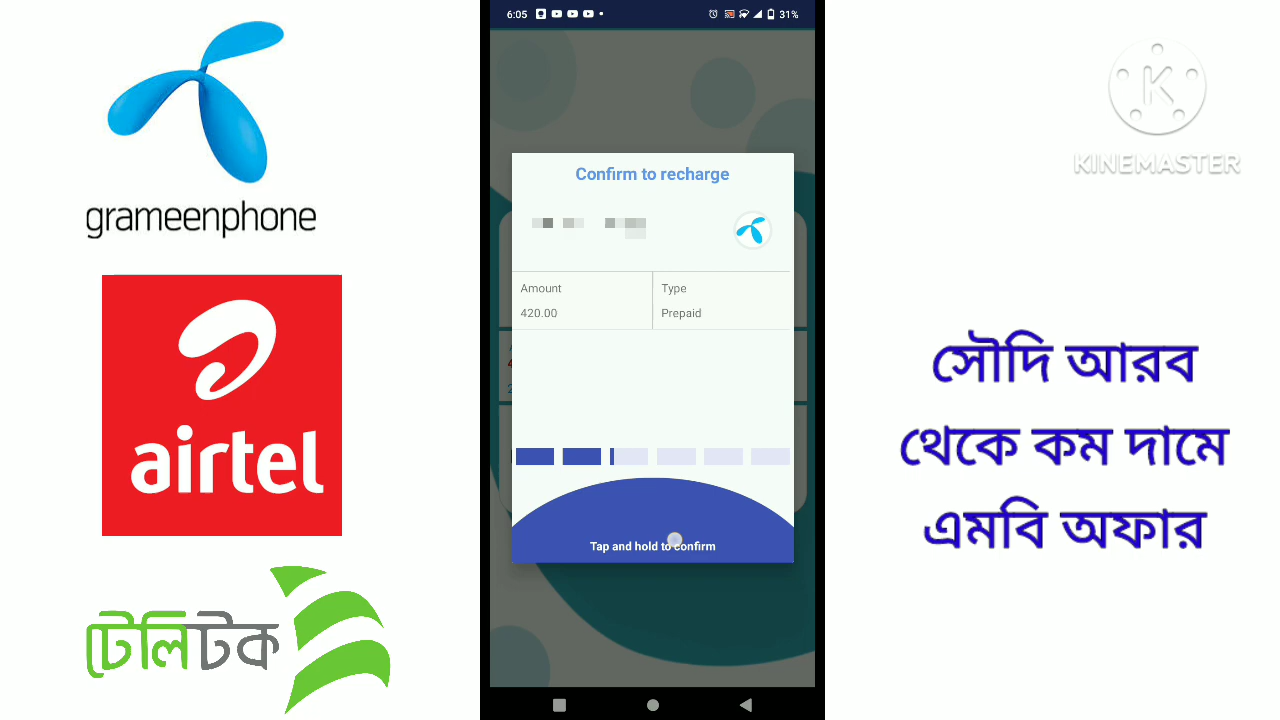 grameenphone
airtel
টেলিটক
6:05
31%
Confirm to recharge
Amount
Type
420.00
Prepaid
Tap and hold to confirm
K
KINEMASTER
সৌদি আরব
থেকে কম দামে
এমবি অফার